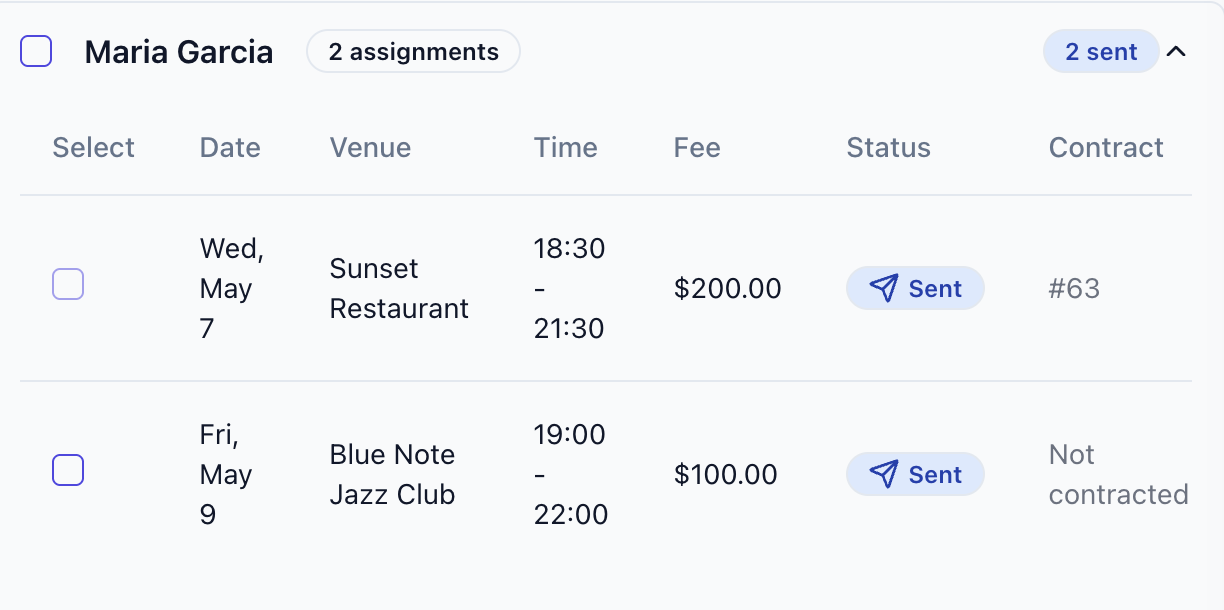 Maria Garcia 2 assignments 2 sent
Select Date Venue Time Fee Status Contract
Wed,
May
7
Sunset
Restaurant
18:30
-
21:30
$200.00
Sent
#63
Fri,
May
9
Blue Note
Jazz Club
19:00
-
22:00
$100.00
Sent
Not
contracted